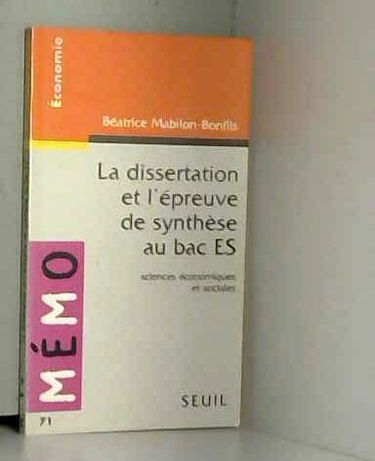 Économie
Béatrice Mabilon-Bonfils
La dissertation
et l'épreuve
de synthèse
au bac ES
sciences économiques
et sociales
MÉMO
71
SEUIL